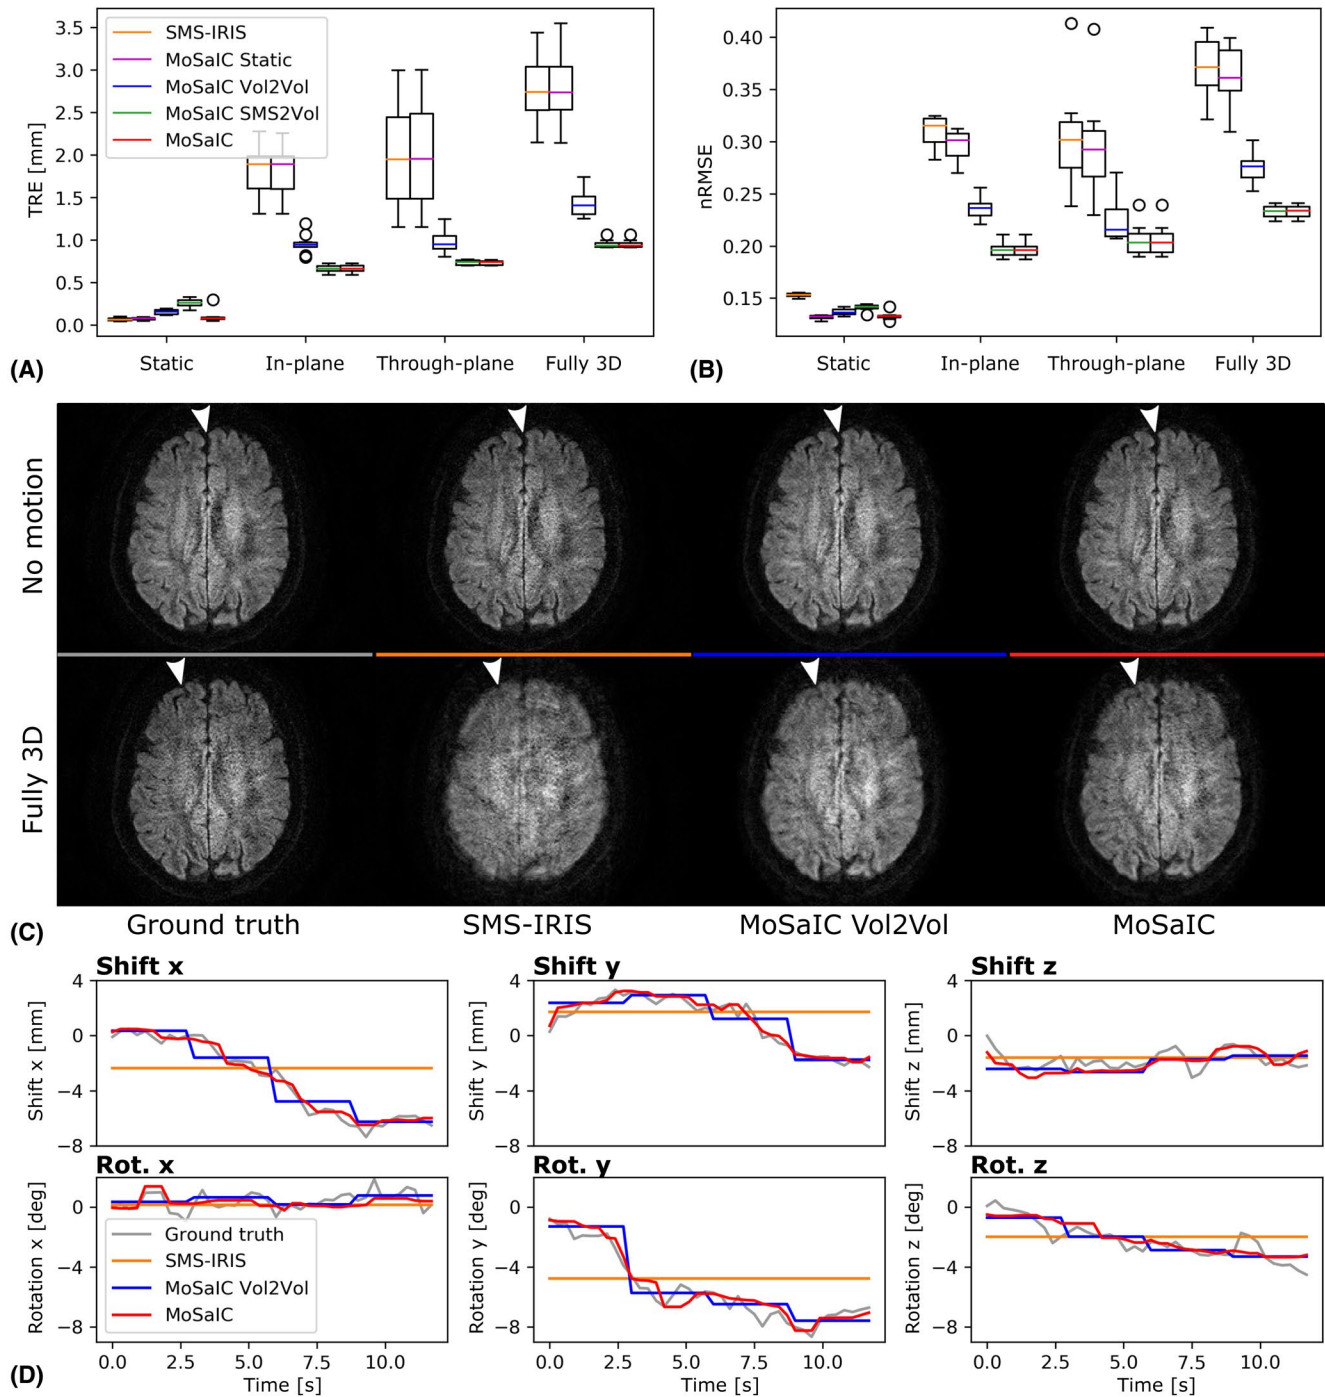 SMS-IRIS
MoSaIC Static
MoSaIC Vol2Vol
MoSaIC SMS2Vol
MoSaIC
TRE [mm]
3.5
3.0
2.5
2.0
1.5
1.0
0.5
0.0
Static
In-plane
Through-plane
Fully 3D
(A)
nRMSE
0.40
0.35
0.30
0.25
0.20
0.15
Static
In-plane
Through-plane
Fully 3D
(B)
No motion
Fully 3D
Ground truth
SMS-IRIS
MoSaIC Vol2Vol
MoSaIC
(C)
Shift x
Shift x [mm]
4
0
−4
−8
Shift y
Shift y [mm]
4
0
−4
−8
Shift z
Shift z [mm]
4
0
−4
−8
Rot. x
Rotation x [deg]
0
−4
−8
Ground truth
SMS-IRIS
MoSaIC Vol2Vol
MoSaIC
0.0 2.5 5.0 7.5 10.0
Time [s]
Rot. y
Rotation y [deg]
0
−4
−8
0.0 2.5 5.0 7.5 10.0
Time [s]
Rot. z
Rotation z [deg]
0
−4
−8
0.0 2.5 5.0 7.5 10.0
Time [s]
(D)